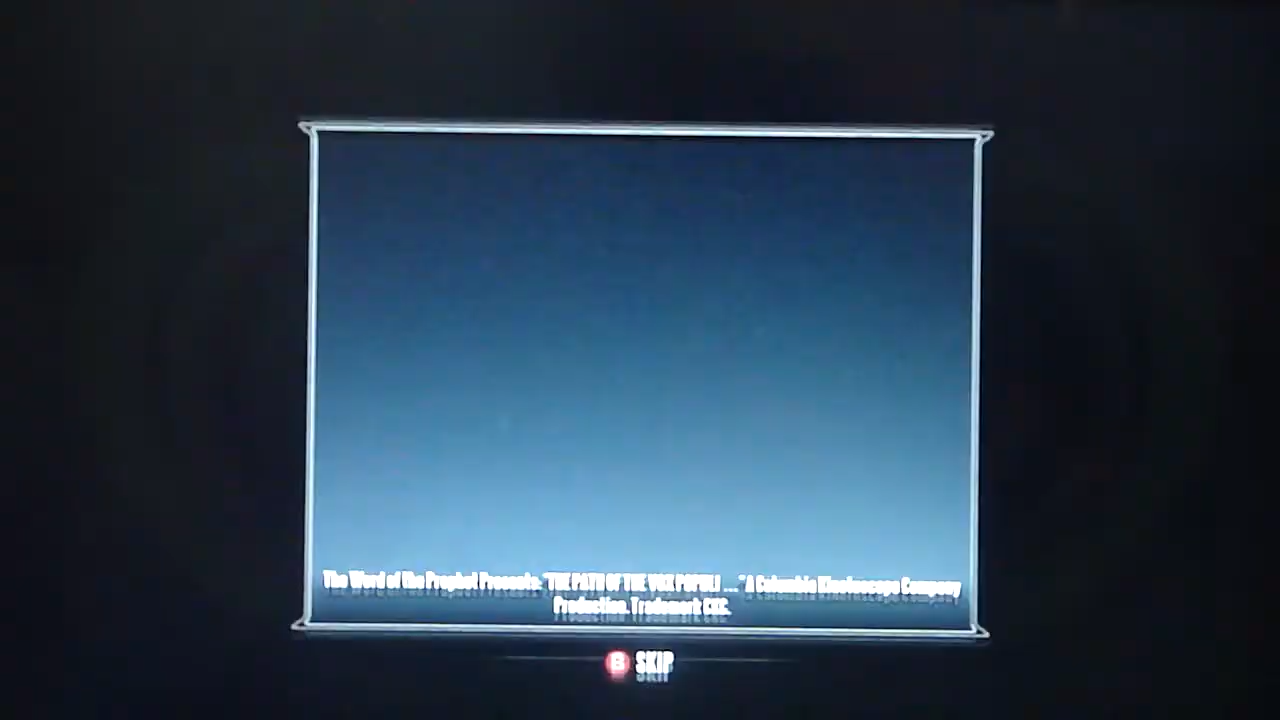 The Word of the Prophet Presents: "THE PATH OF THE VOX POPULI ... " A Columbia Kinetoscope Company
Production. Trademark CKC.
B SKIP